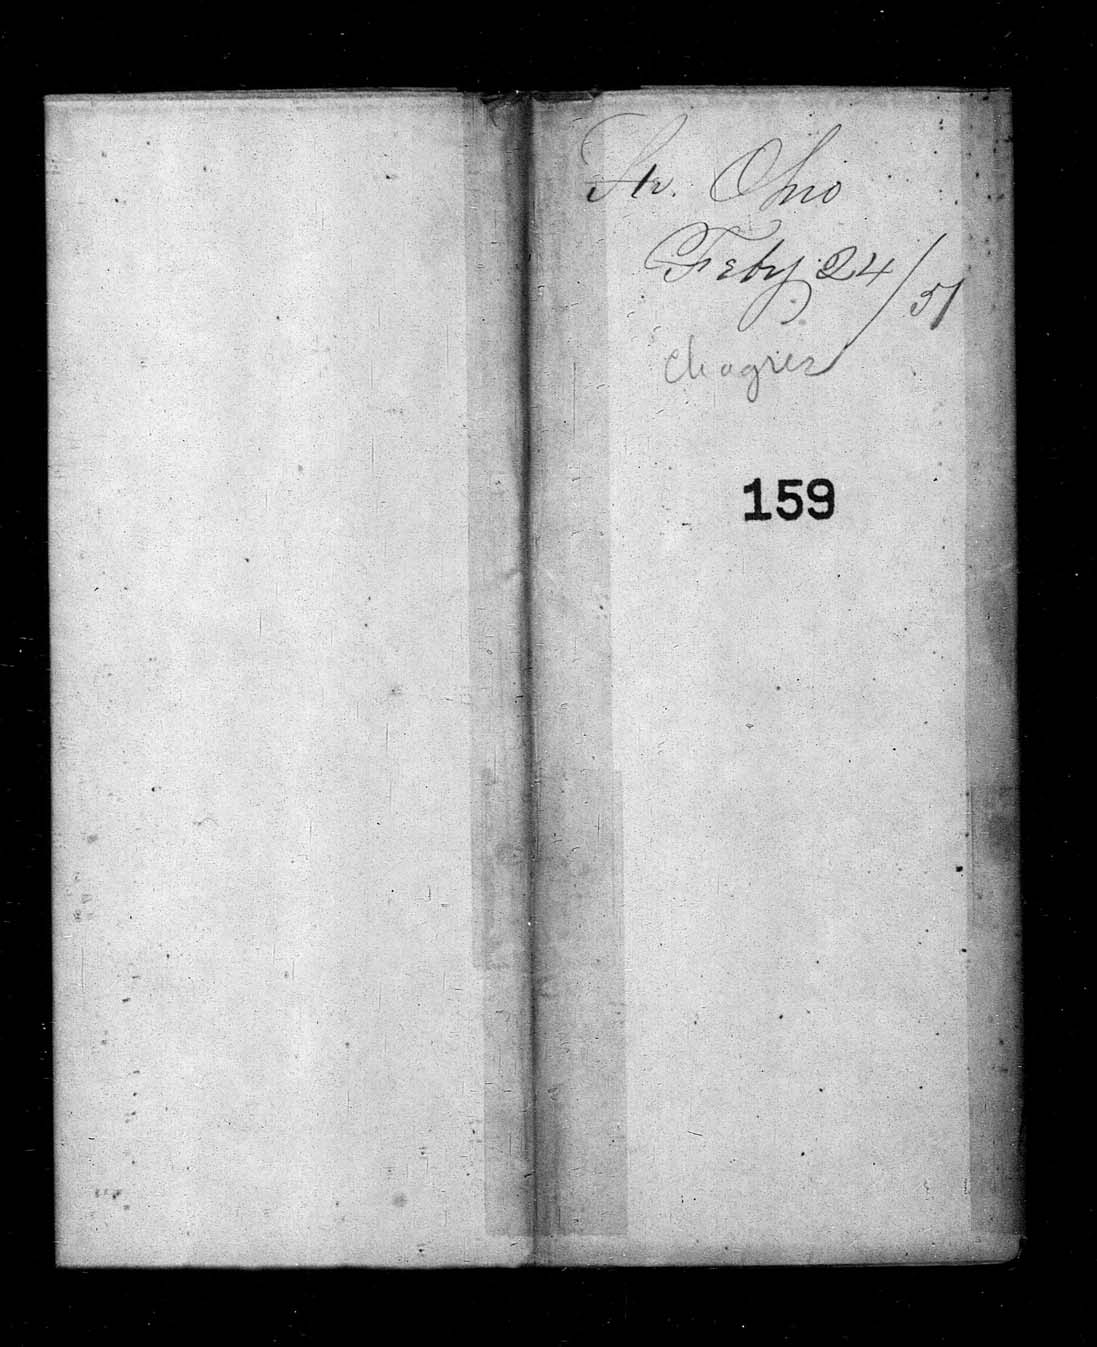 Str. Ohio
Feby 24/51
Chagres
159